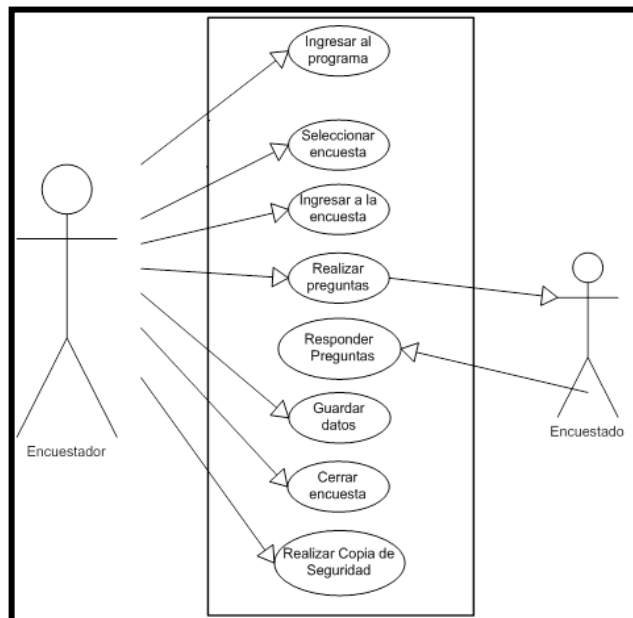 Ingresar al
programa
Seleccionar
encuesta
Ingresar a la
encuesta
Realizar
preguntas
Responder
Preguntas
Guardar
datos
Cerrar
encuesta
Realizar Copia de
Seguridad
Encuestador
Encuestado